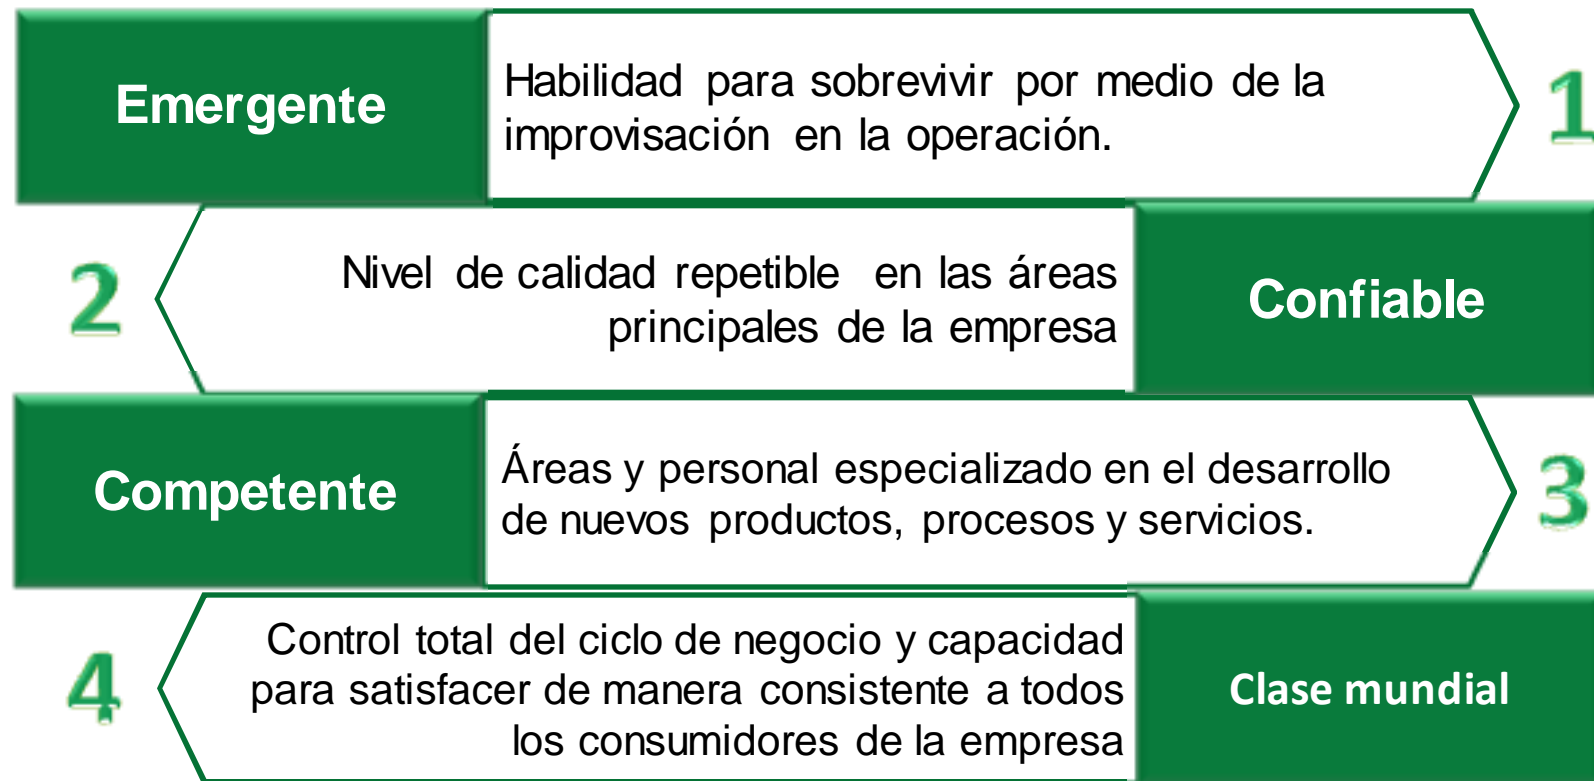 Emergente
Habilidad para sobrevivir por medio de la
improvisación en la operación.
1
2
Nivel de calidad repetible en las áreas
principales de la empresa
Confiable
Competente
Áreas y personal especializado en el desarrollo
de nuevos productos, procesos y servicios.
3
4
Control total del ciclo de negocio y capacidad
para satisfacer de manera consistente a todos
los consumidores de la empresa
Clase mundial